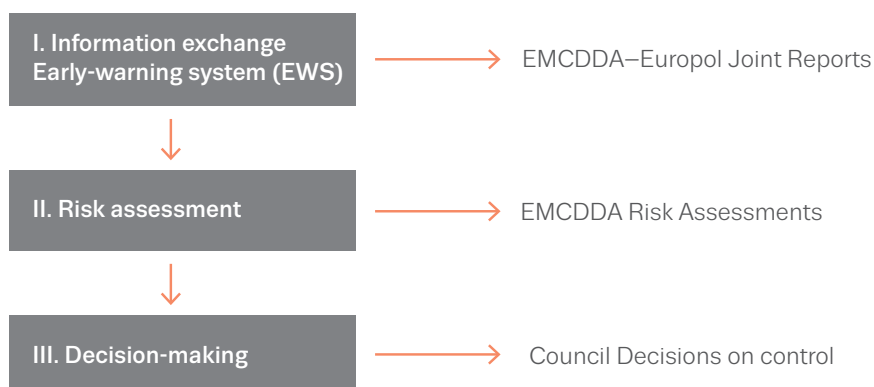 I. Information exchange
Early-warning system (EWS)
EMCDDA–Europol Joint Reports
II. Risk assessment
EMCDDA Risk Assessments
III. Decision-making
Council Decisions on control